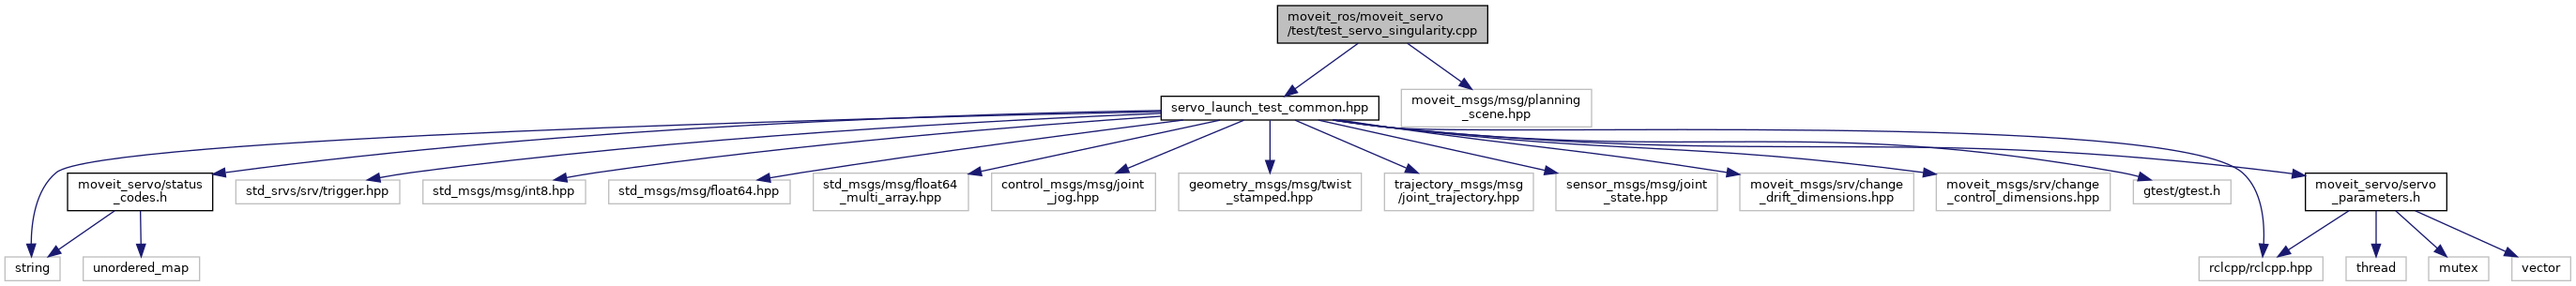 moveit_ros/moveit_servo
/test/test_servo_singularity.cpp
servo_launch_test_common.hpp
moveit_msgs/msg/planning
_scene.hpp
moveit_servo/status
_codes.h
std_srvs/srv/trigger.hpp
std_msgs/msg/int8.hpp
std_msgs/msg/float64.hpp
std_msgs/msg/float64
_multi_array.hpp
control_msgs/msg/joint
_jog.hpp
geometry_msgs/msg/twist
_stamped.hpp
trajectory_msgs/msg
/joint_trajectory.hpp
sensor_msgs/msg/joint
_state.hpp
moveit_msgs/srv/change
_drift_dimensions.hpp
moveit_msgs/srv/change
_control_dimensions.hpp
gtest/gtest.h
moveit_servo/servo
_parameters.h
string
unordered_map
rclcpp/rclcpp.hpp
thread
mutex
vector